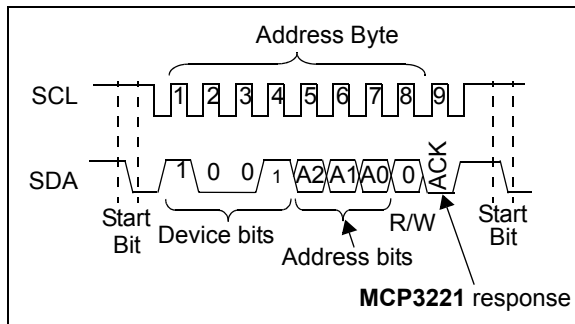 Address Byte
SCL 1 2 3 4 5 6 7 8 9
SDA 1 0 0 1 A2 A1 A0 0 ACK
Start Bit Device bits Address bits R/W Start Bit
MCP3221 response